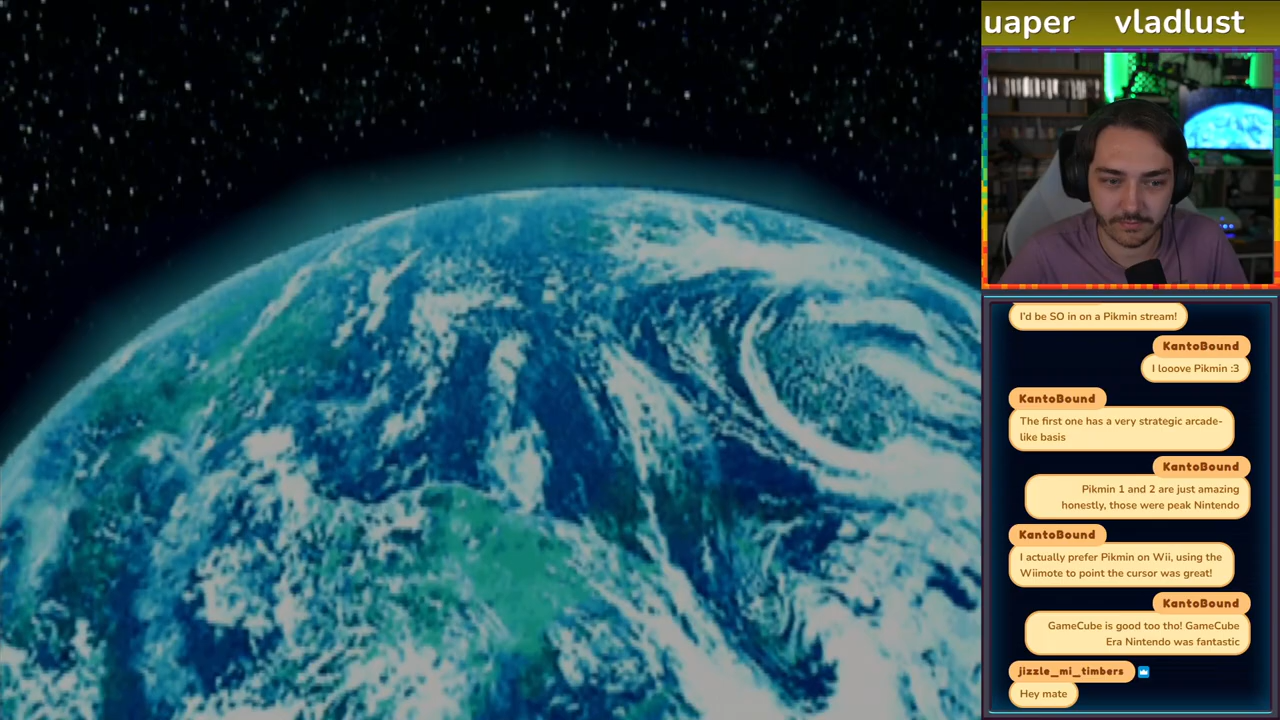 uaper vladlust
I'd be SO in on a Pikmin stream!
KantoBound
I looove Pikmin :3
KantoBound
The first one has a very strategic arcade-
like basis
KantoBound
Pikmin 1 and 2 are just amazing
honestly, those were peak Nintendo
KantoBound
I actually prefer Pikmin on Wii, using the
Wiimote to point the cursor was great!
KantoBound
GameCube is good too tho! GameCube
Era Nintendo was fantastic
jizzle_mi_timbers
Hey mate